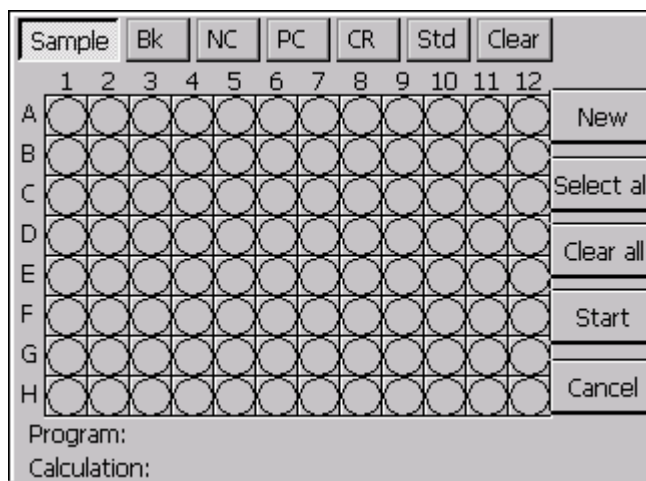 Sample Bk NC PC CR Std Clear
1 2 3 4 5 6 7 8 9 10 11 12
A
New
B
Select al
C
D
Clear all
E
F
Start
G
H
Cancel
Program:
Calculation: